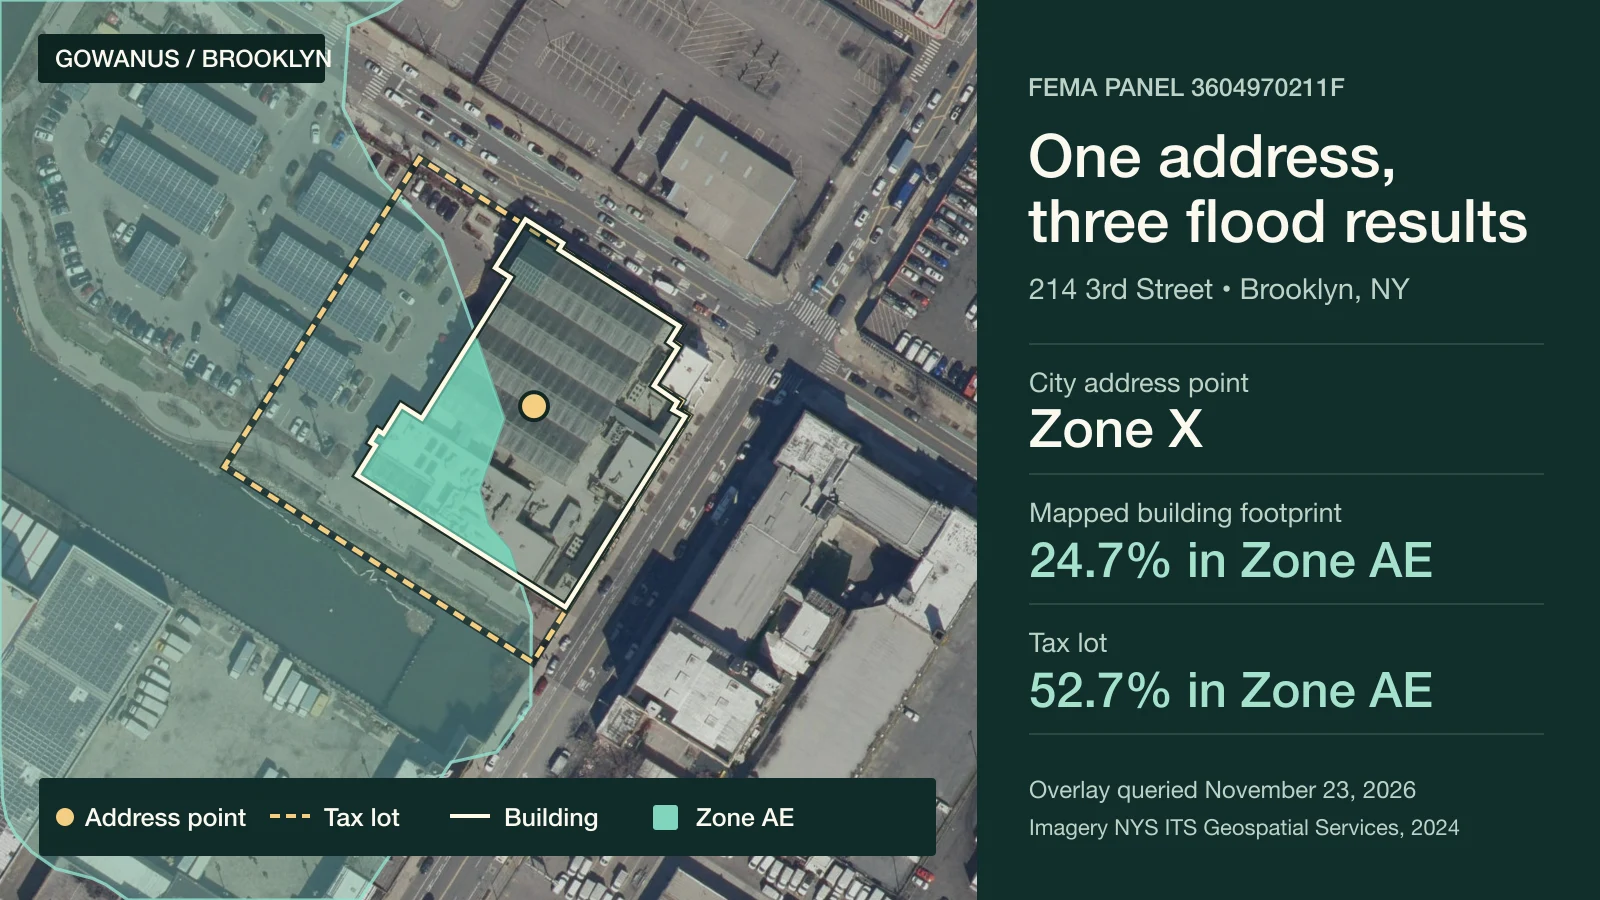 GOWANUS / BROOKLYN
Address point
Tax lot
Building
Zone AE
FEMA PANEL 3604970211F
One address,
three flood results
214 3rd Street • Brooklyn, NY
City address point
Zone X
Mapped building footprint
24.7% in Zone AE
Tax lot
52.7% in Zone AE
Overlay queried November 23, 2026
Imagery NYS ITS Geospatial Services, 2024